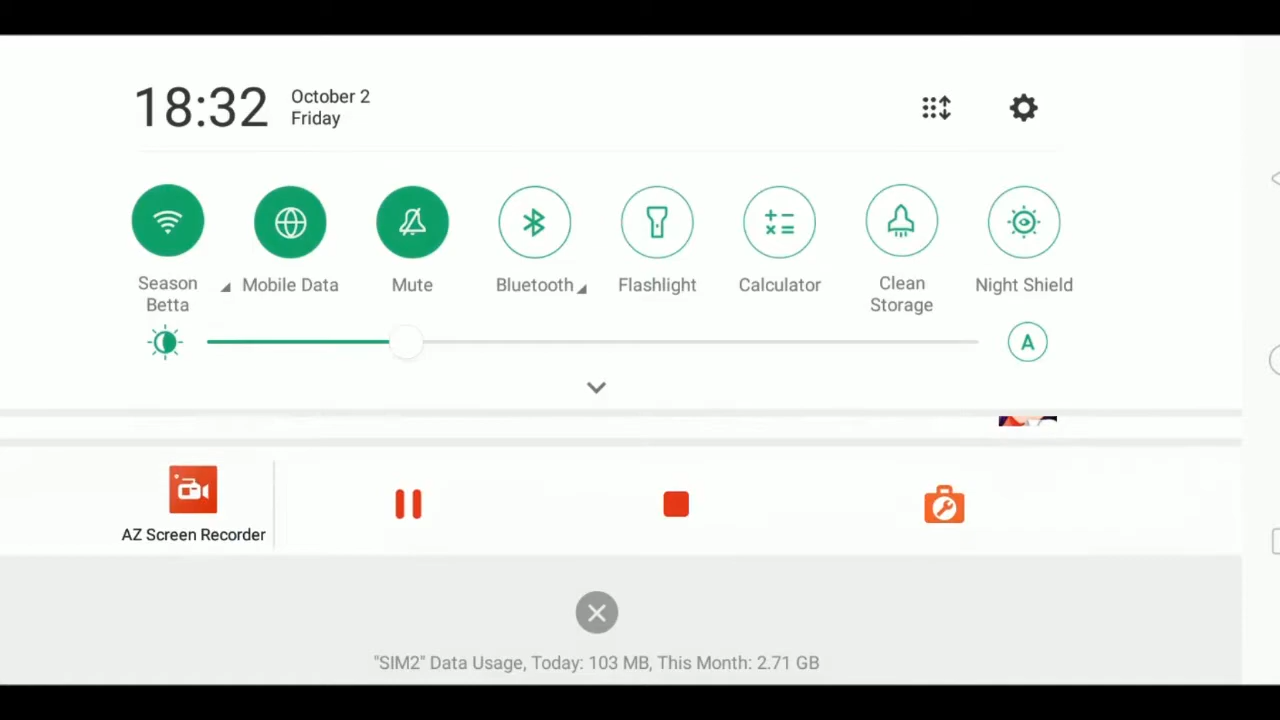 18:32
October 2
Friday
Season
Betta
Mobile Data
Mute
Bluetooth
Flashlight
Calculator
Clean
Storage
Night Shield
A
AZ Screen Recorder
"SIM2" Data Usage, Today: 103 MB, This Month: 2.71 GB